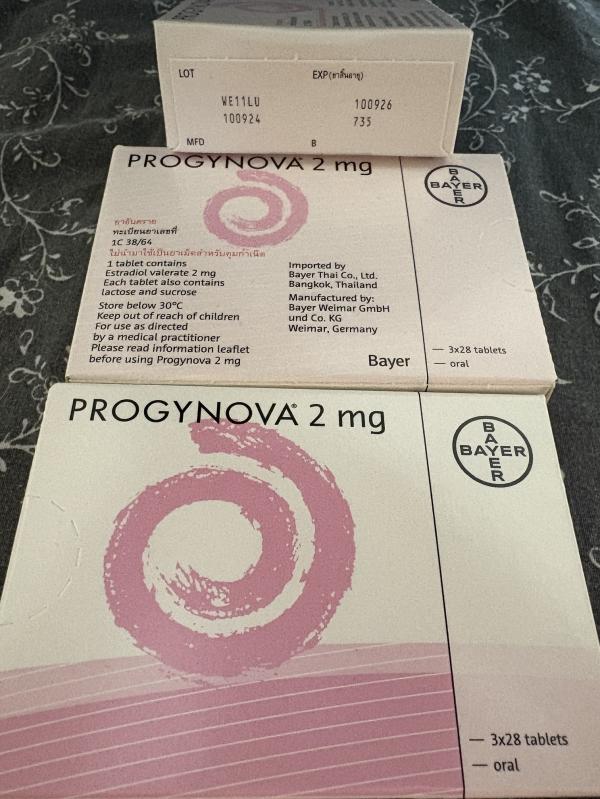 LOT
EXP (ยาสิ้นอายุ)
WE11LU
100926
100924
735
MFD
B
PROGYNOVA 2 mg
BAYER
BAYER
ยาอันตราย
ทะเบียนยาเลขที่
1C 38/64
ไม่นำมาใช้เป็นยาเม็ดสำหรับคุมกำเนิด
1 tablet contains
Estradiol valerate 2 mg
Each tablet also contains
lactose and sucrose
Store below 30°C
Keep out of reach of children
For use as directed
by a medical practitioner
Please read information leaflet
before using Progynova 2 mg
Imported by
Bayer Thai Co., Ltd.
Bangkok, Thailand
Manufactured by:
Bayer Weimar GmbH
und Co. KG
Weimar, Germany
Bayer
— 3x28 tablets
— oral
PROGYNOVA® 2 mg
BAYER
BAYER
— 3x28 tablets
— oral